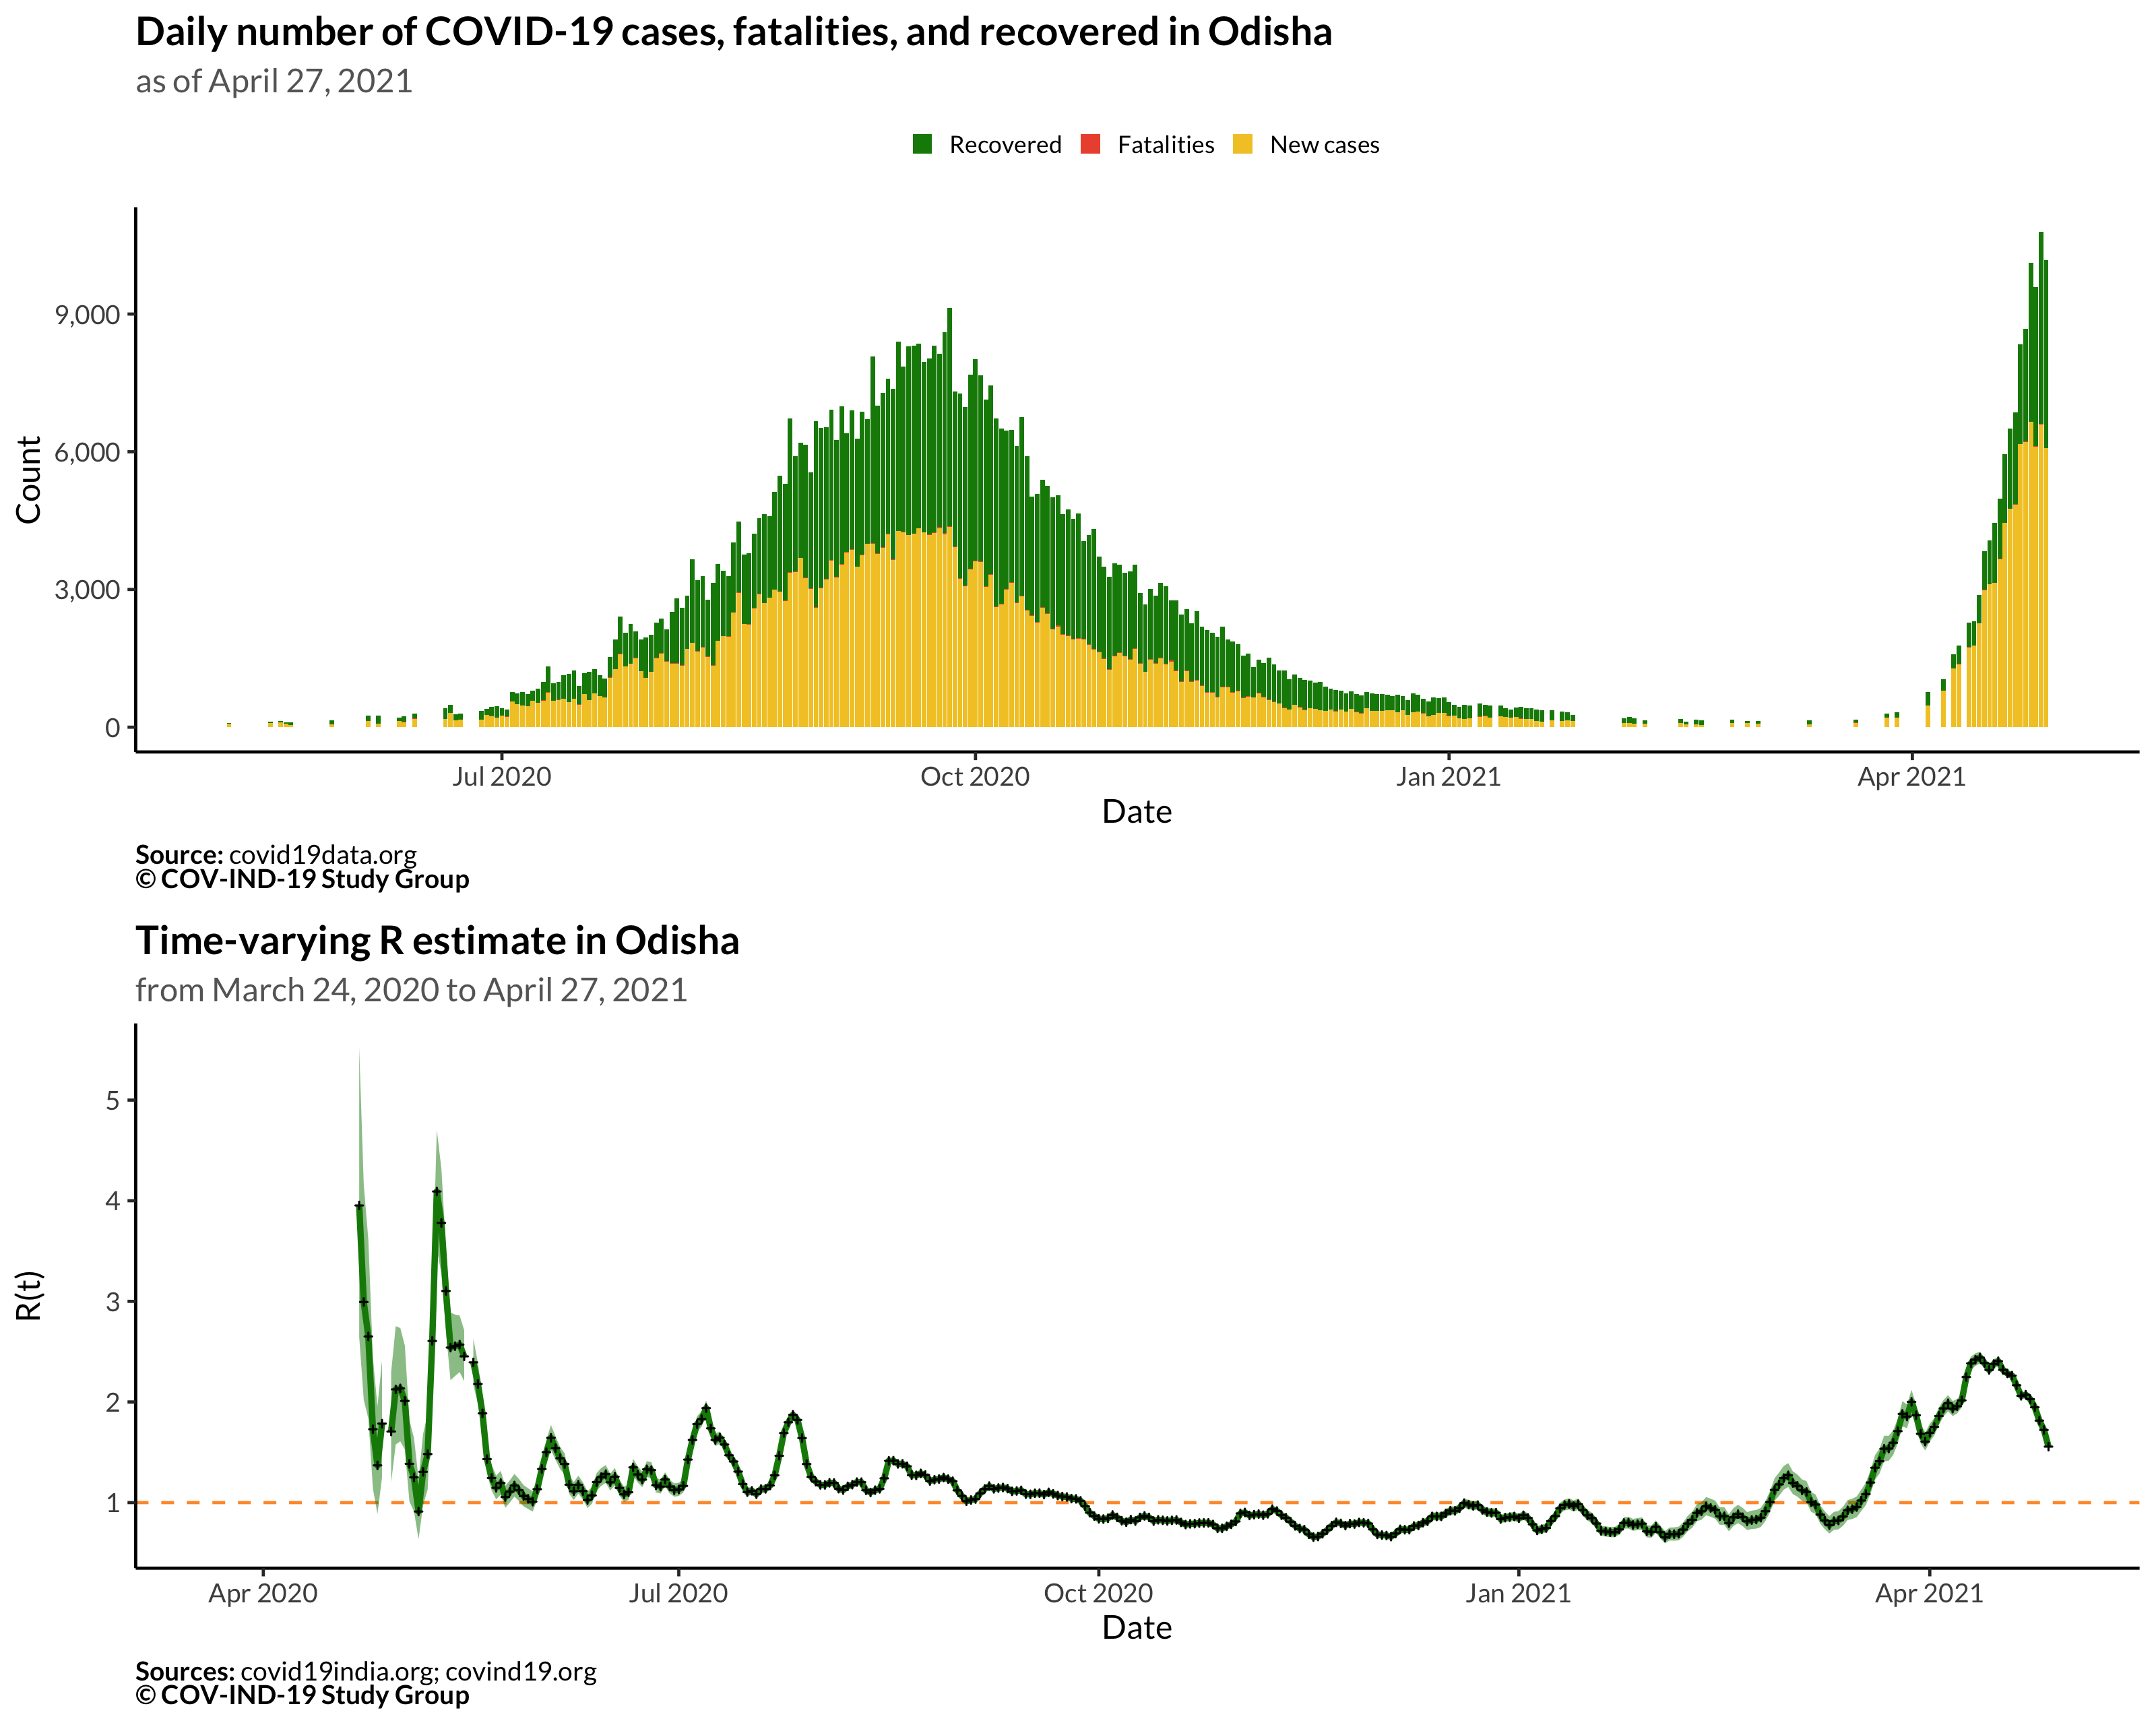 Daily number of COVID-19 cases, fatalities, and recovered in Odisha
as of April 27, 2021
Recovered Fatalities New cases
9,000
6,000
3,000
0
Count
Jul 2020 Oct 2020 Jan 2021 Apr 2021
Date
Source: covid19data.org
© COV-IND-19 Study Group
Time-varying R estimate in Odisha
from March 24, 2020 to April 27, 2021
5
4
3
2
1
R(t)
Apr 2020 Jul 2020 Oct 2020 Jan 2021 Apr 2021
Date
Sources: covid19india.org; covind19.org
© COV-IND-19 Study Group